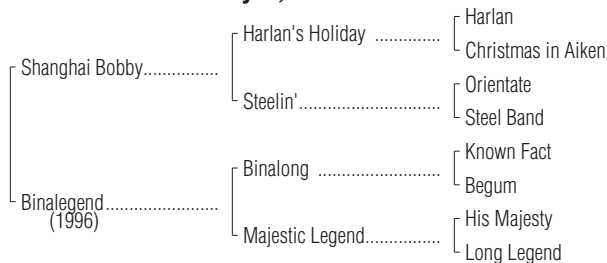 Harlan
Harlan's Holiday ................
Christmas in Aiken
Shanghai Bobby................
Orientate
Steelin'.............................
Steel Band
Known Fact
Binalong .........................
Begum
Binalegend........................
(1996)
His Majesty
Majestic Legend................
Long Legend